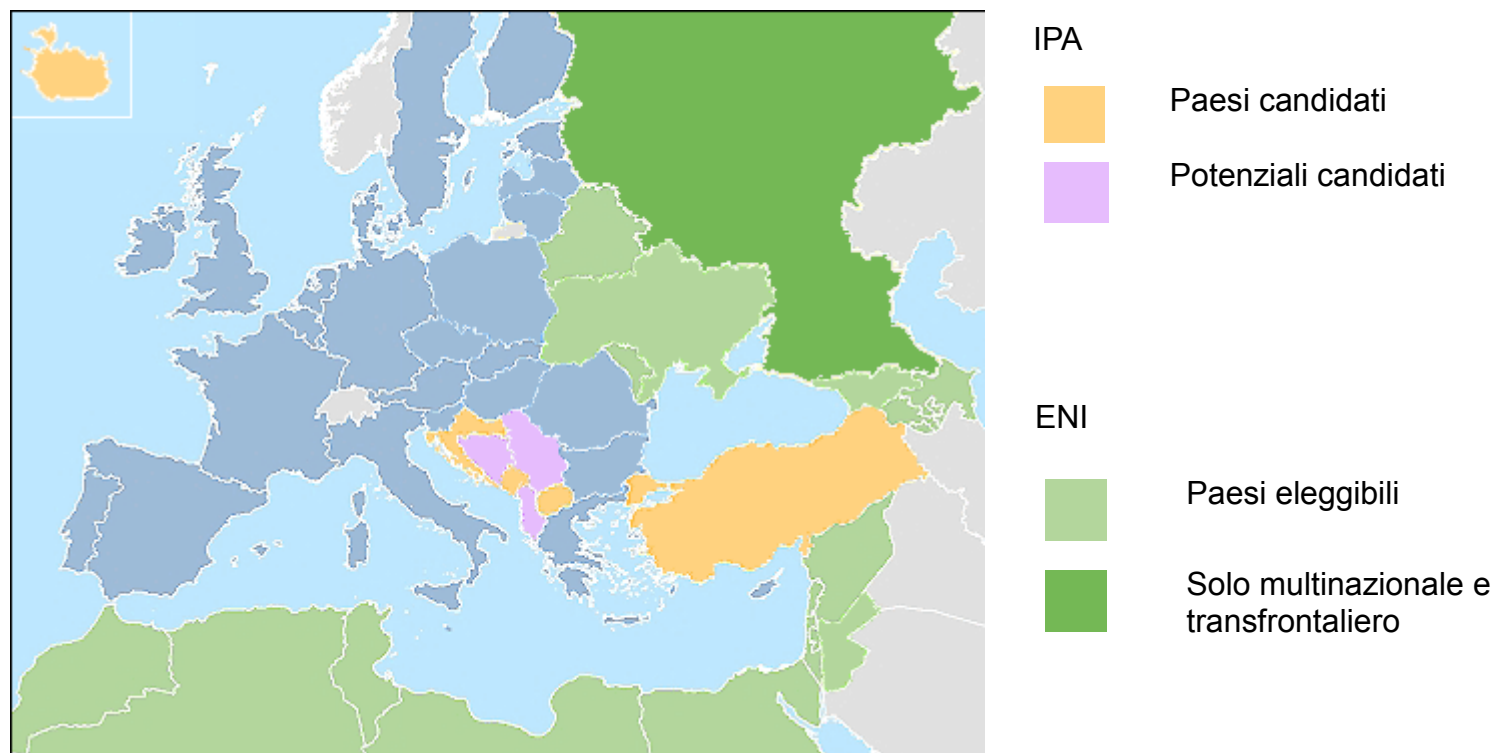 IPA
Paesi candidati
Potenziali candidati
ENI
Paesi eleggibili
Solo multinazionale e
transfrontaliero